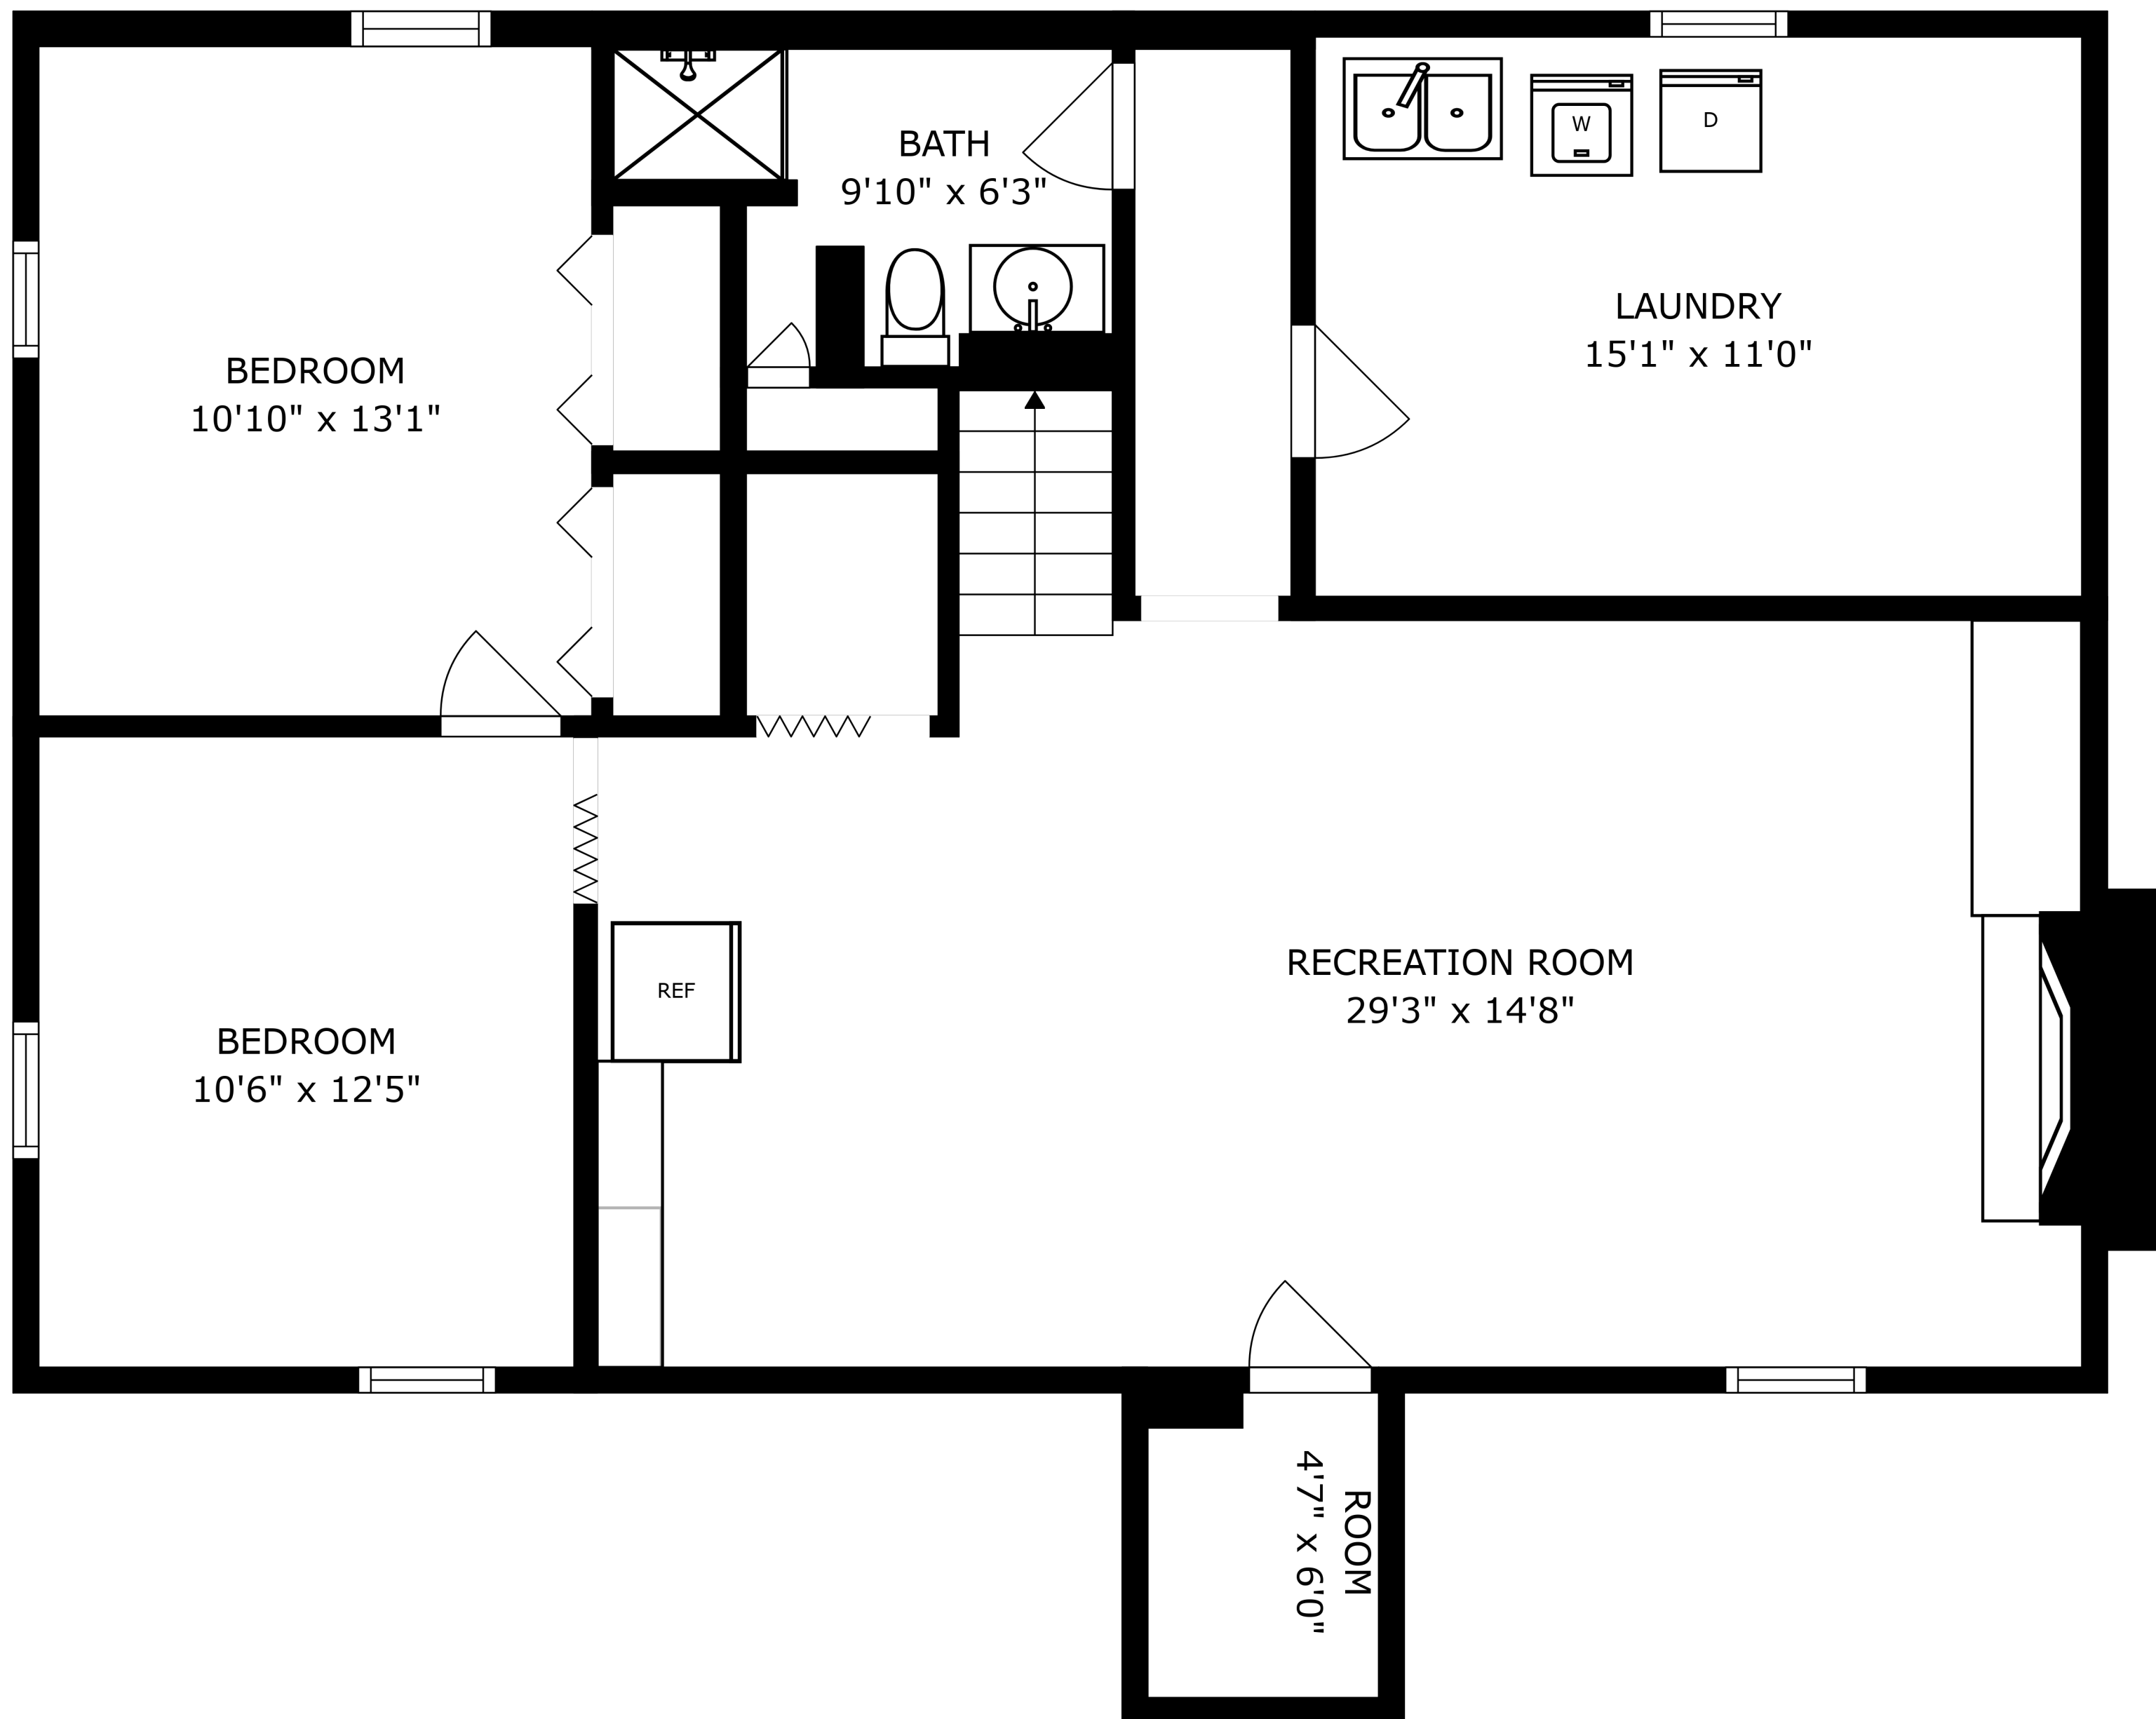 BATH
9'10" x 6'3"
W
D
LAUNDRY
15'1" x 11'0"
BEDROOM
10'10" x 13'1"
RECREATION ROOM
29'3" x 14'8"
REF
BEDROOM
10'6" x 12'5"
ROOM
4'7" x 6'0"